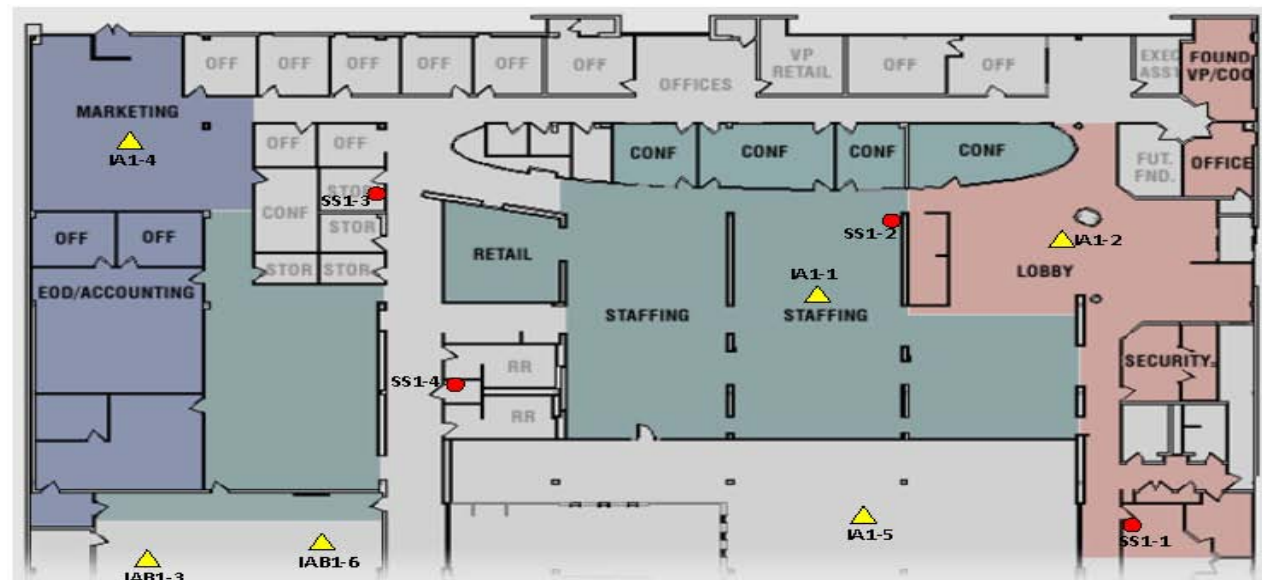 OFF
OFF
OFF
OFF
OFF
OFF
OFFICES
VP
RETAIL
OFF
OFF
EXEC
ASST
FOUND
VP/COO
MARKETING
IA1-4
OFF
OFF
CONF
CONF
CONF
CONF
FUT.
FND.
OFFICE
STOR
SS1-3
CONF
STOR
SS1-2
IA1-2
OFF
OFF
RETAIL
STOR
STOR
IA1-1
LOBBY
EOD/ACCOUNTING
STAFFING
STAFFING
RR
SECURITY
SS1-4
RR
IA1-5
SS1-1
IAB1-3
IAB1-6